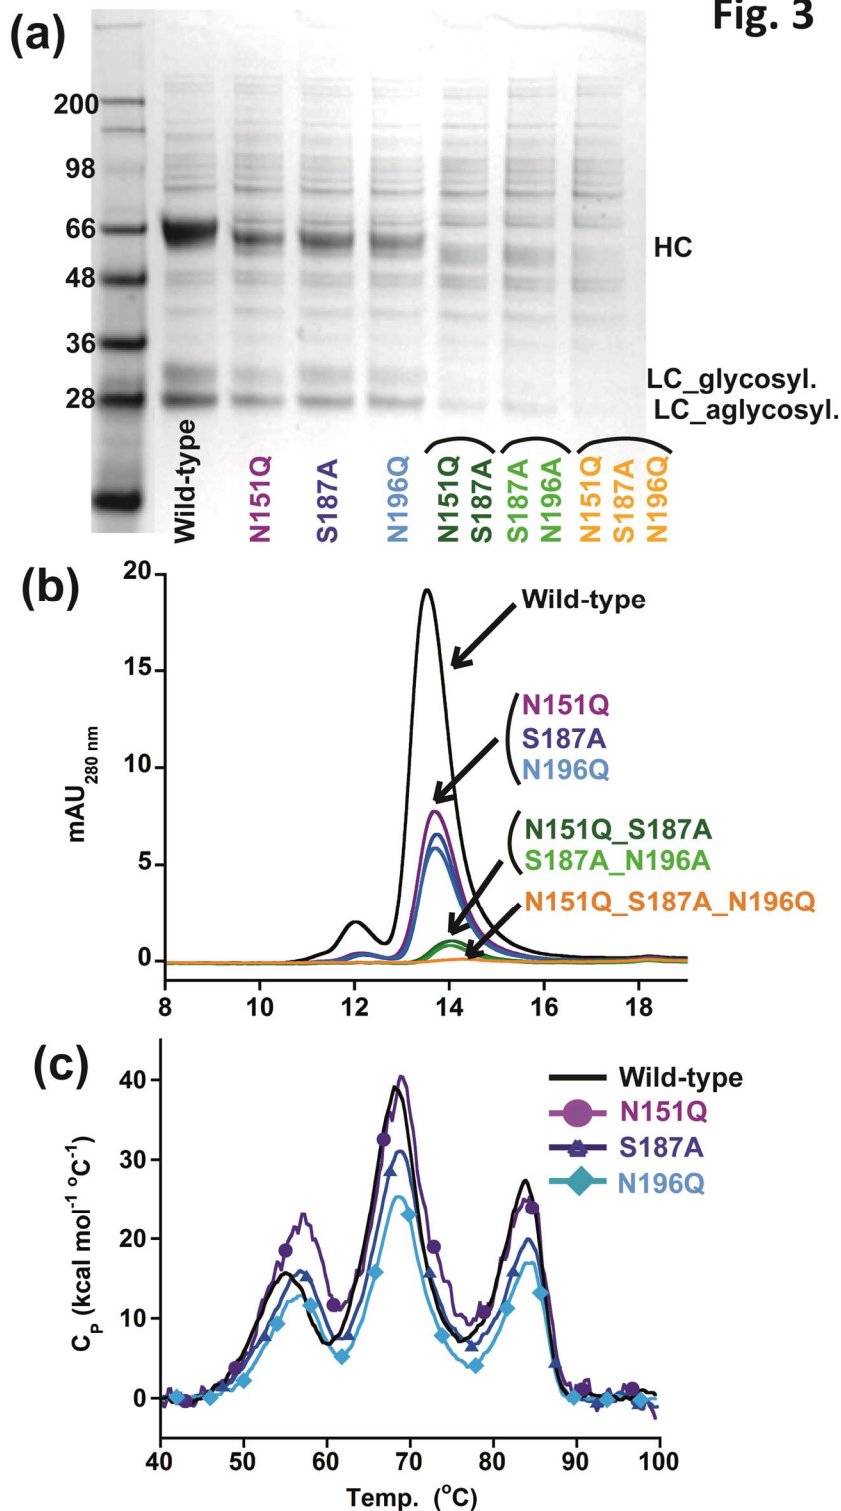 Fig. 3
(a)
200
98
66
48
36
28
HC
LC_glycosyl.
LC_aglycosyl.
Wild-type
N151Q
S187A
N196Q
N151Q
S187A
S187A
N196A
N151Q
S187A
N196Q
(b)
20
15
10
5
0
mAU280 nm
Wild-type
N151Q
S187A
N196Q
N151Q_S187A
S187A_N196A
N151Q_S187A_N196Q
8 10 12 14 16 18
(c)
40
30
20
10
0
CP (kcal mol-1 oC-1)
Wild-type
N151Q
S187A
N196Q
40 50 60 70 80 90 100
Temp. (oC)